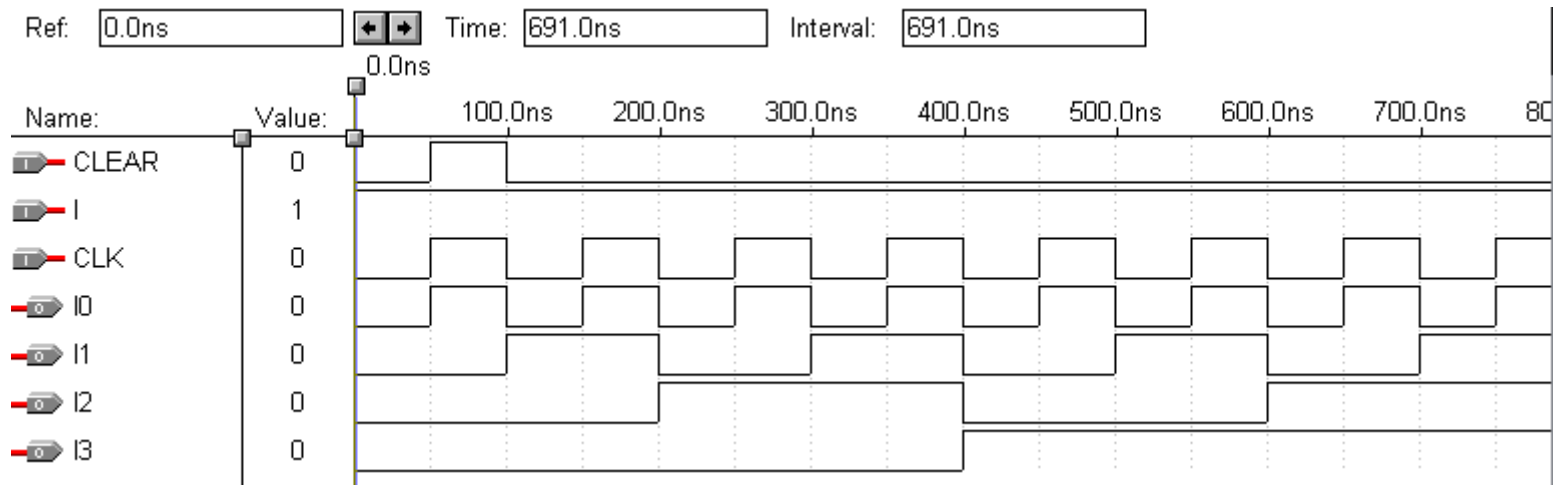 Ref: 0.0ns Time: 691.0ns Interval: 691.0ns
0.0ns
Name: Value: 100.0ns 200.0ns 300.0ns 400.0ns 500.0ns 600.0ns 700.0ns 80
CLEAR 0
I 1
CLK 0
I0 0
I1 0
I2 0
I3 0